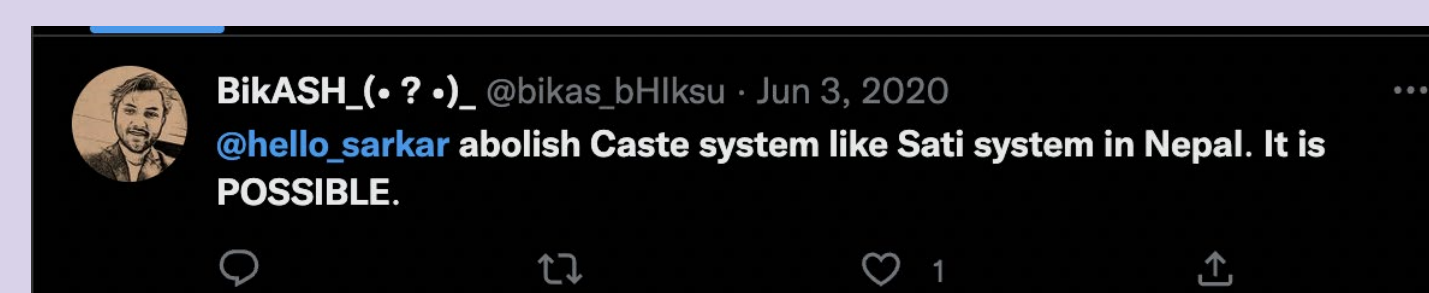 BikASH_(• ? •)_ @bikas_bHIksu · Jun 3, 2020
@hello_sarkar abolish Caste system like Sati system in Nepal. It is
POSSIBLE.
1